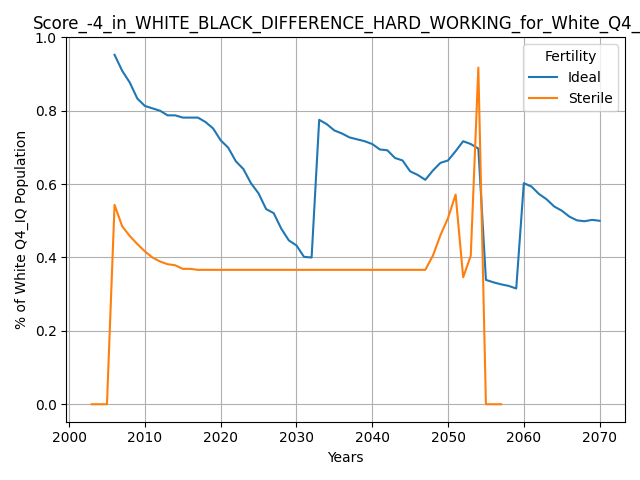 Score_-4_in_WHITE_BLACK_DIFFERENCE_HARD_WORKING_for_White_Q4_
1.0
0.8
0.6
0.4
0.2
0.0
% of White Q4_IQ Population
Fertility
Ideal
Sterile
2000 2010 2020 2030 2040 2050 2060 2070
Years